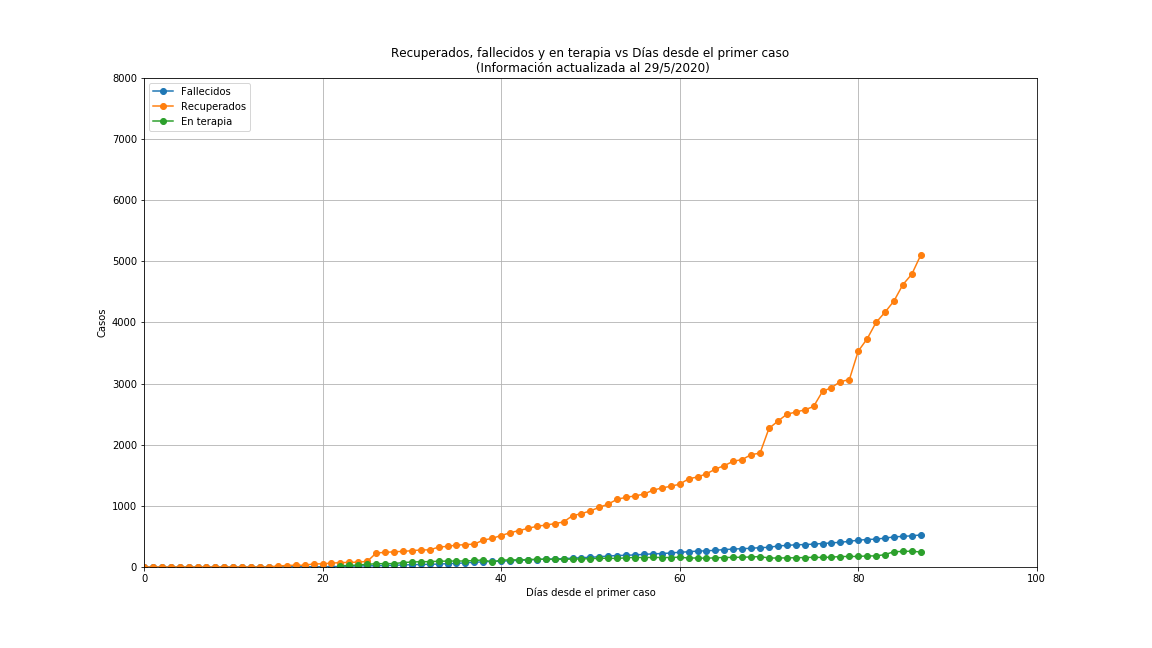 Recuperados, fallecidos y en terapia vs Días desde el primer caso
(Información actualizada al 29/5/2020)
Fallecidos
Recuperados
En terapia
8000
7000
6000
5000
4000
3000
2000
1000
0
Casos
0 20 40 60 80 100
Días desde el primer caso